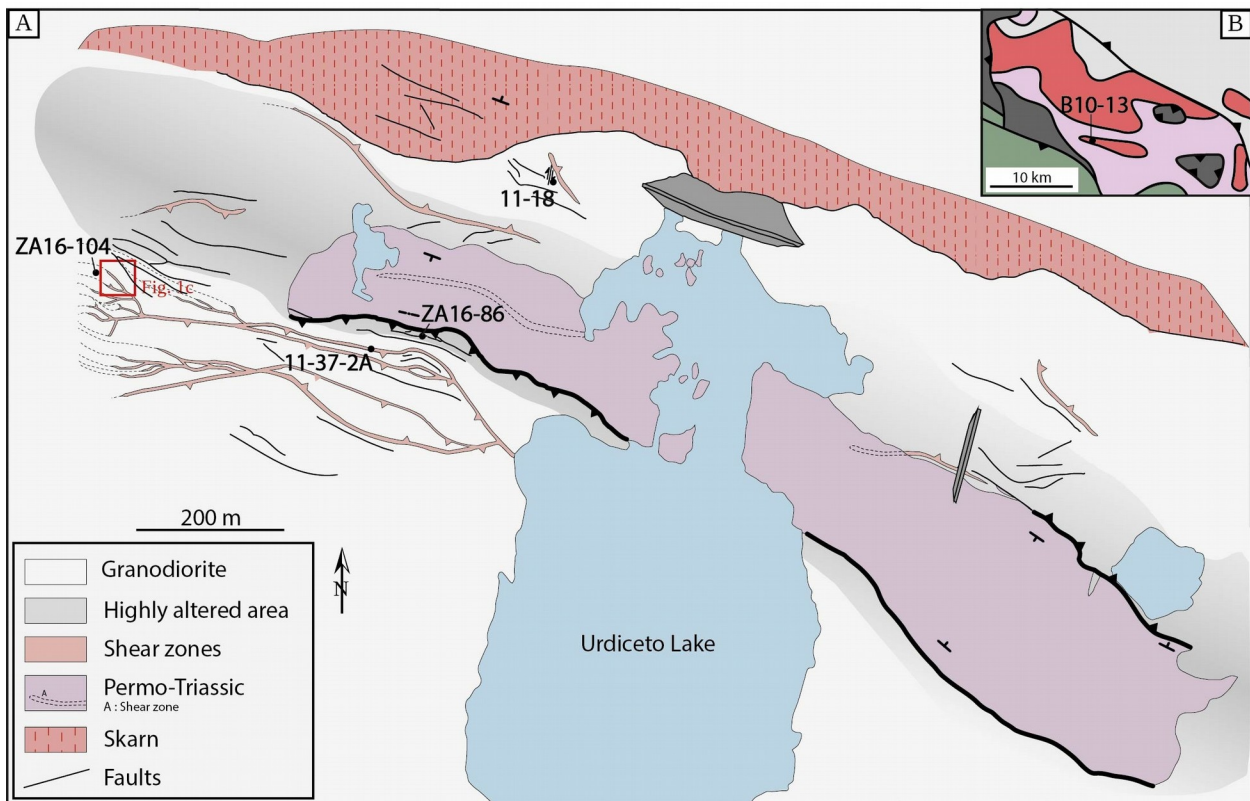 A
B
B10-13
10 km
11-18
ZA16-104
Fig. 1c
ZA16-86
11-37-2A
200 m
N
Urdiceto Lake
Granodiorite
Highly altered area
Shear zones
A
Permo-Triassic
A : Shear zone
Skarn
Faults